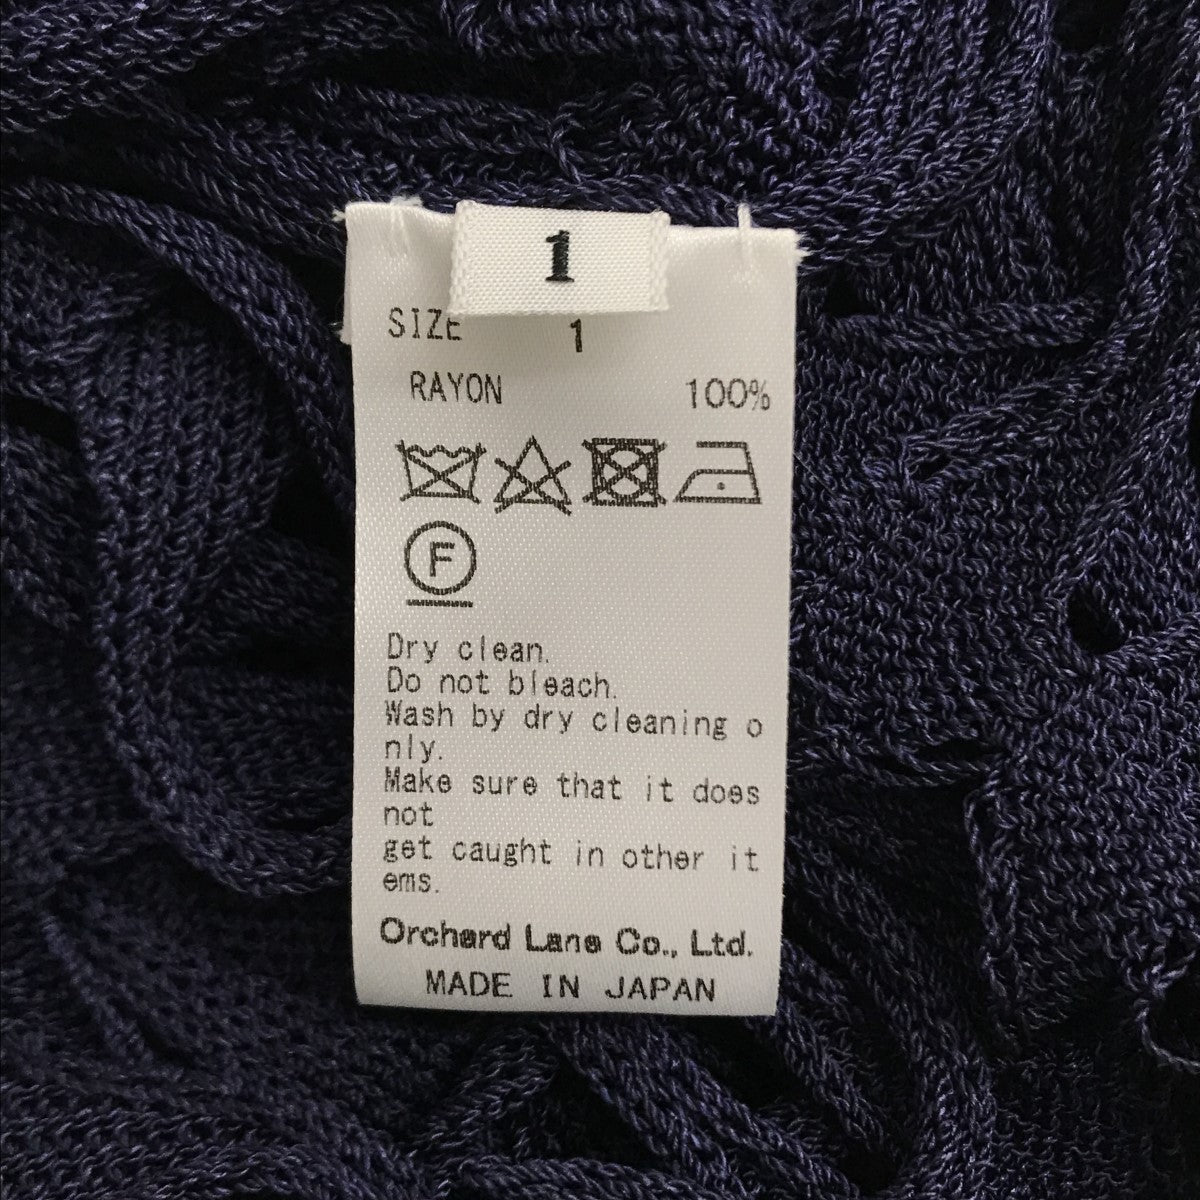 1
SIZE 1
RAYON 100%
F
Dry clean.
Do not bleach.
Wash by dry cleaning o
nly.
Make sure that it does
not
get caught in other it
ems.
Orchard Lane Co., Ltd.
MADE IN JAPAN